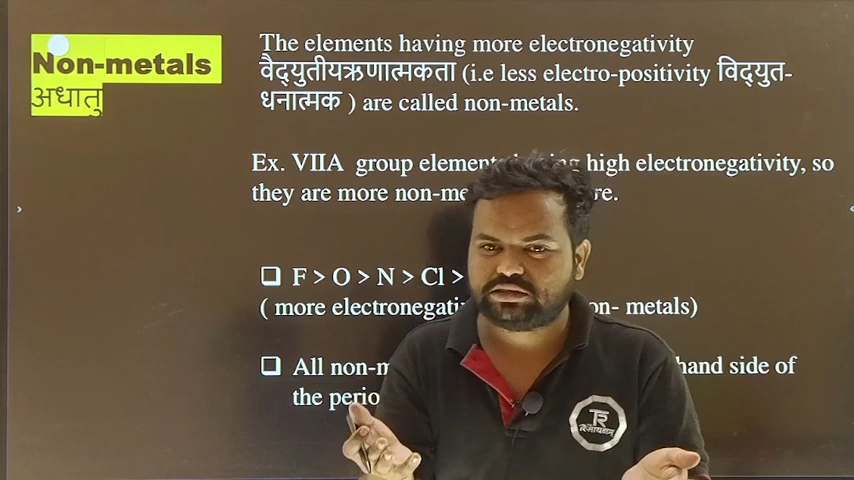 Non-metals
अधातु
The elements having more electronegativity
वैद्युतीयऋणात्मकता (i.e less electro-positivity विद्युत-
धनात्मक ) are called non-metals.
Ex. VIIA group element having high electronegativity, so
they are more non-me re.
❑ F > O > N > Cl >
( more electronegati on- metals)
❑ All non-m hand side of
the perio
TR